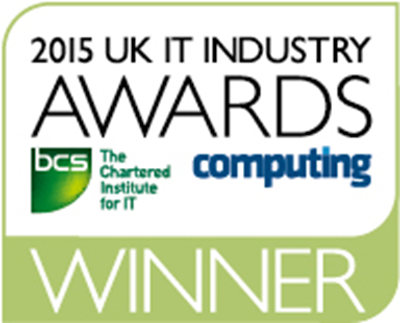 2015 UK IT INDUSTRY
AWARDS
bcs
The
Chartered
Institute
for IT
computing
WINNER